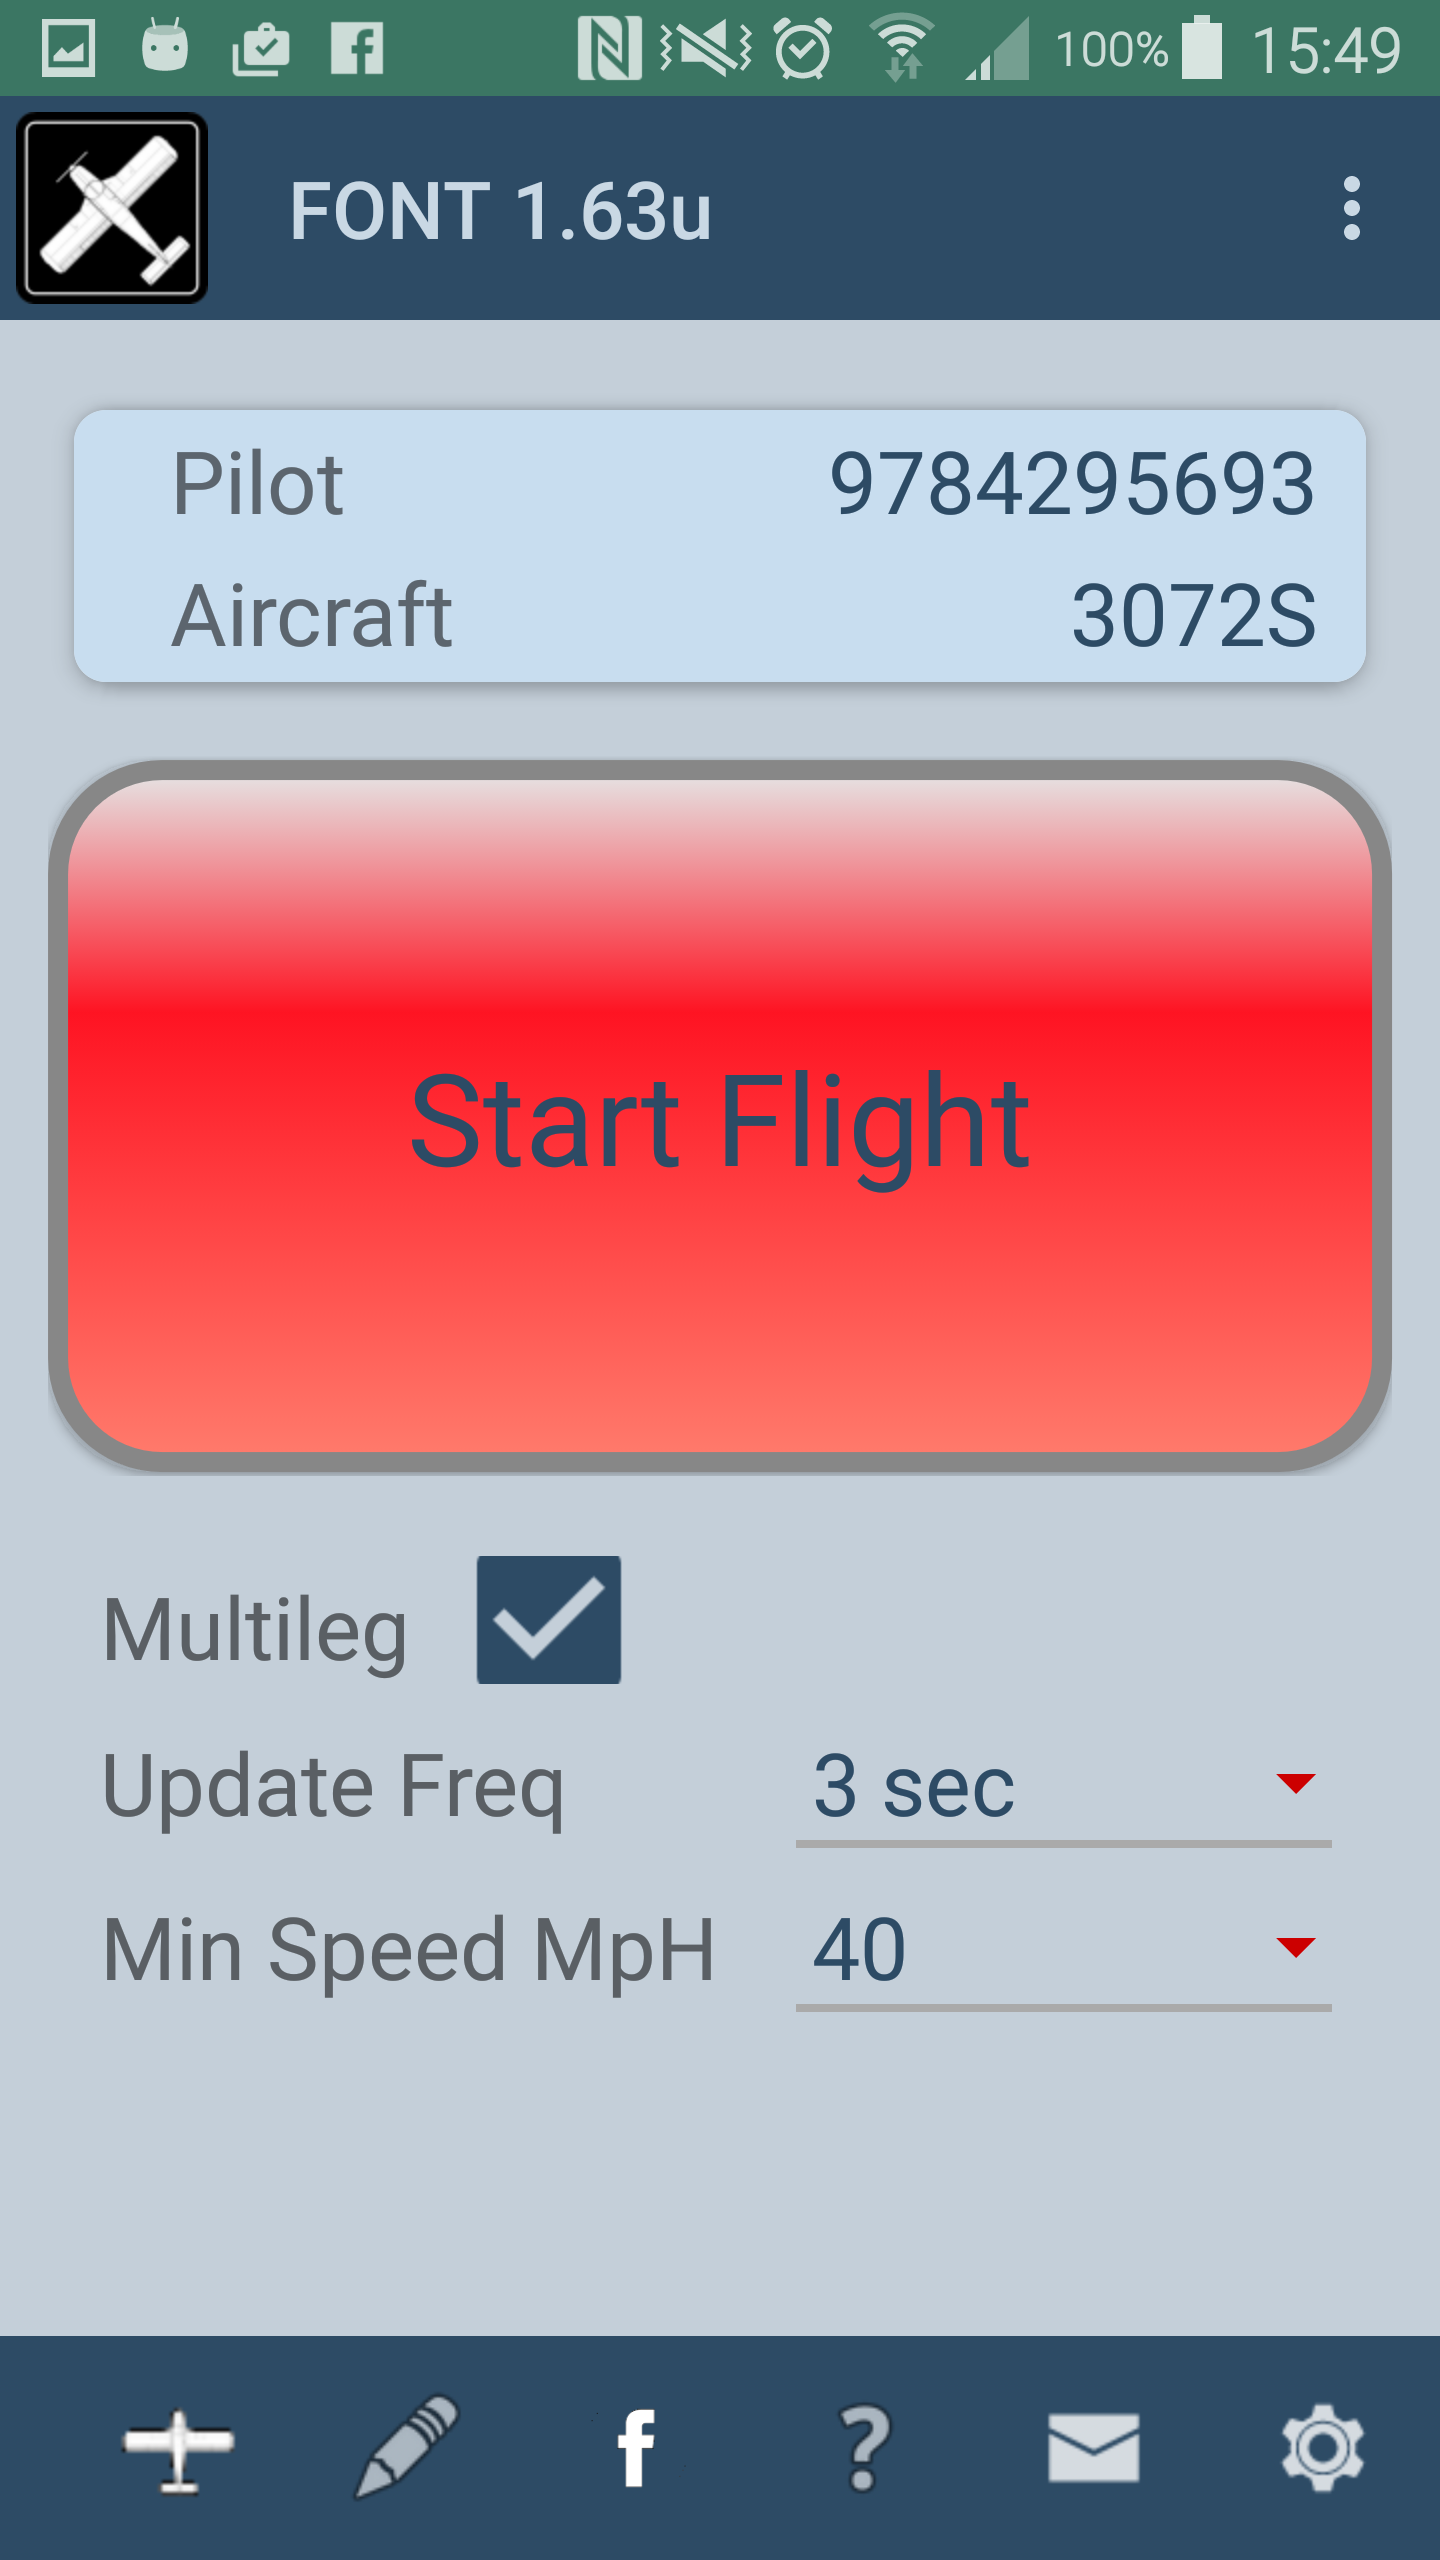 100% 15:49
FONT 1.63u
Pilot 9784295693
Aircraft 3072S
Start Flight
Multileg
Update Freq 3 sec
Min Speed MpH 40